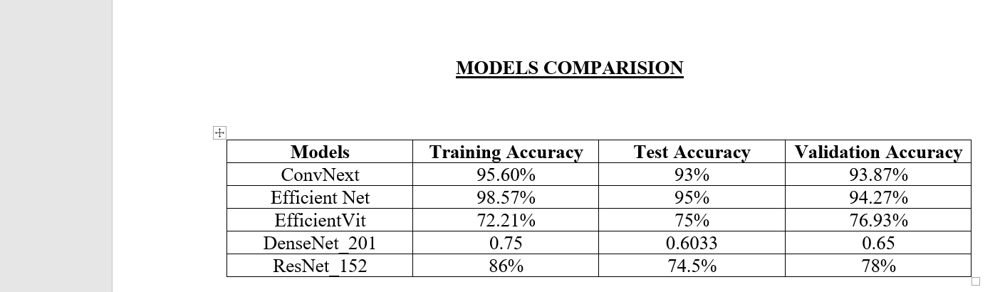 MODELS COMPARISION
Models Training Accuracy Test Accuracy Validation Accuracy
ConvNext 95.60% 93% 93.87%
Efficient Net 98.57% 95% 94.27%
EfficientVit 72.21% 75% 76.93%
DenseNet_201 0.75 0.6033 0.65
ResNet_152 86% 74.5% 78%